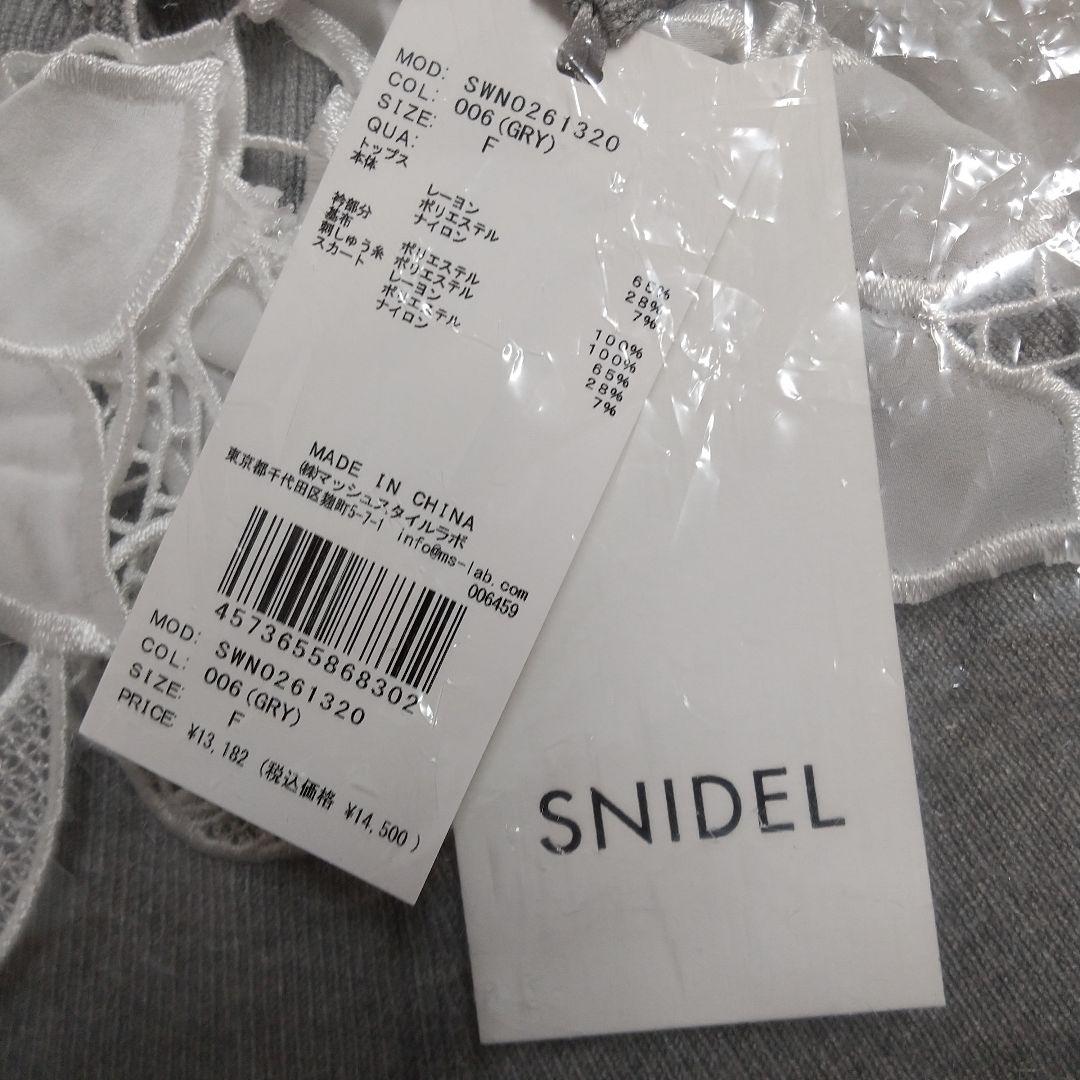 MOD: SWNO261320
COL: 006(GRY)
SIZE: F
QUA:
トップス
本体 レーヨン 65%
ポリエステル 28%
ナイロン 7%
衿部分
基布 ポリエステル 100%
刺しゅう糸 ポリエステル 100%
スカート レーヨン 65%
ポリエステル 28%
ナイロン 7%
MADE IN CHINA
㈱マッシュスタイルラボ
東京都千代田区麹町5-7-1
info@ms-lab.com
006459
4573655868302
MOD: SWNO261320
COL: 006(GRY)
SIZE: F
PRICE: ¥13,182 (税込価格 ¥14,500)
SNIDEL